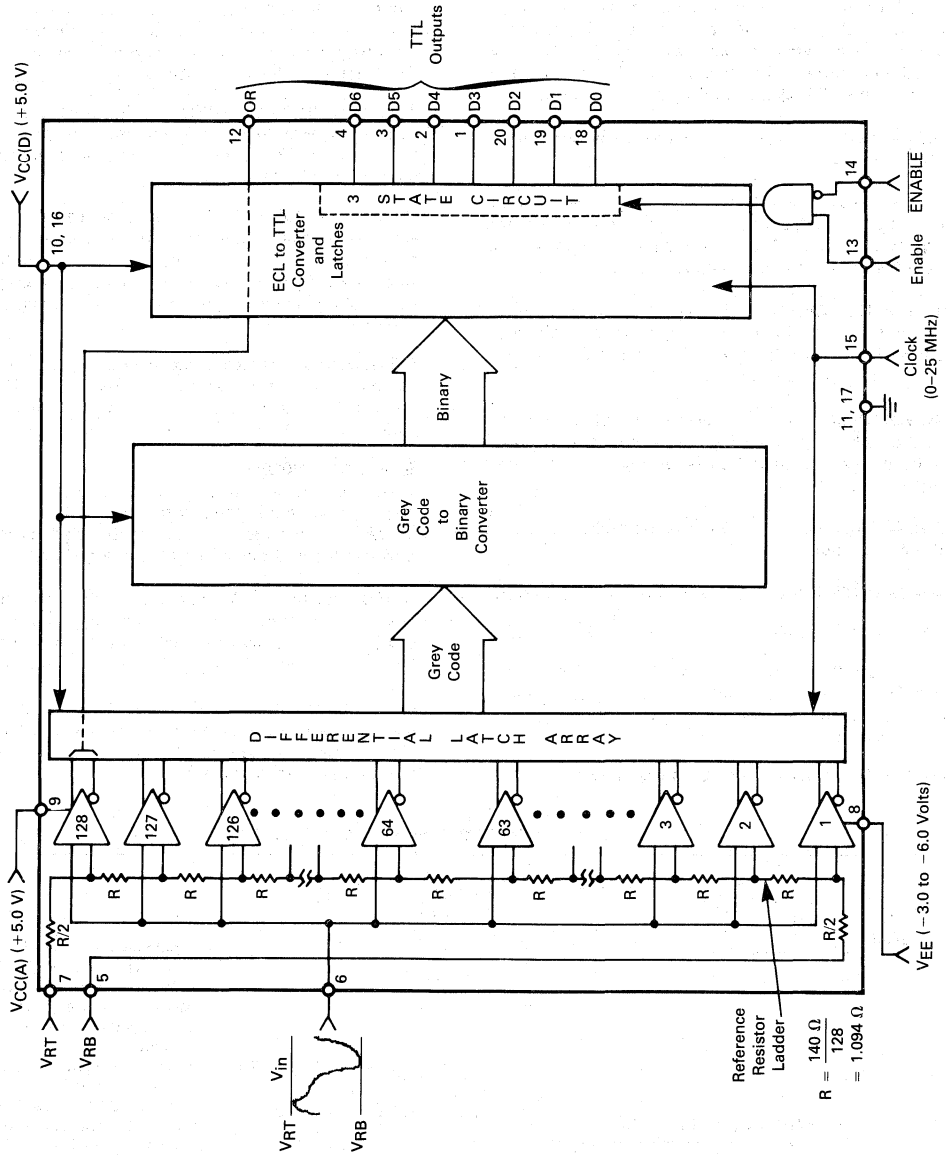 VCC(A) (+5.0 V)
VCC(D) (+5.0 V)
9
10, 16
VRT
7
VRB
5
6
Vin
VRT
VRB
R/2
R
R
R
R
R
R
R
R
R
R/2
128
127
126
64
63
3
2
1
8
VEE (−3.0 to −6.0 Volts)
Reference
Resistor
Ladder
R = 140 Ω
128
= 1.094 Ω
DIFFERENTIAL LATCH ARRAY
Grey
Code
Grey
Code
to
Binary
Converter
Binary
ECL to TTL
Converter
and
Latches
3 STATE CIRCUIT
12
OR
4
D6
3
D5
2
D4
1
D3
20
D2
19
D1
18
D0
TTL
Outputs
14
ENABLE
13
Enable
15
Clock
(0–25 MHz)
11, 17